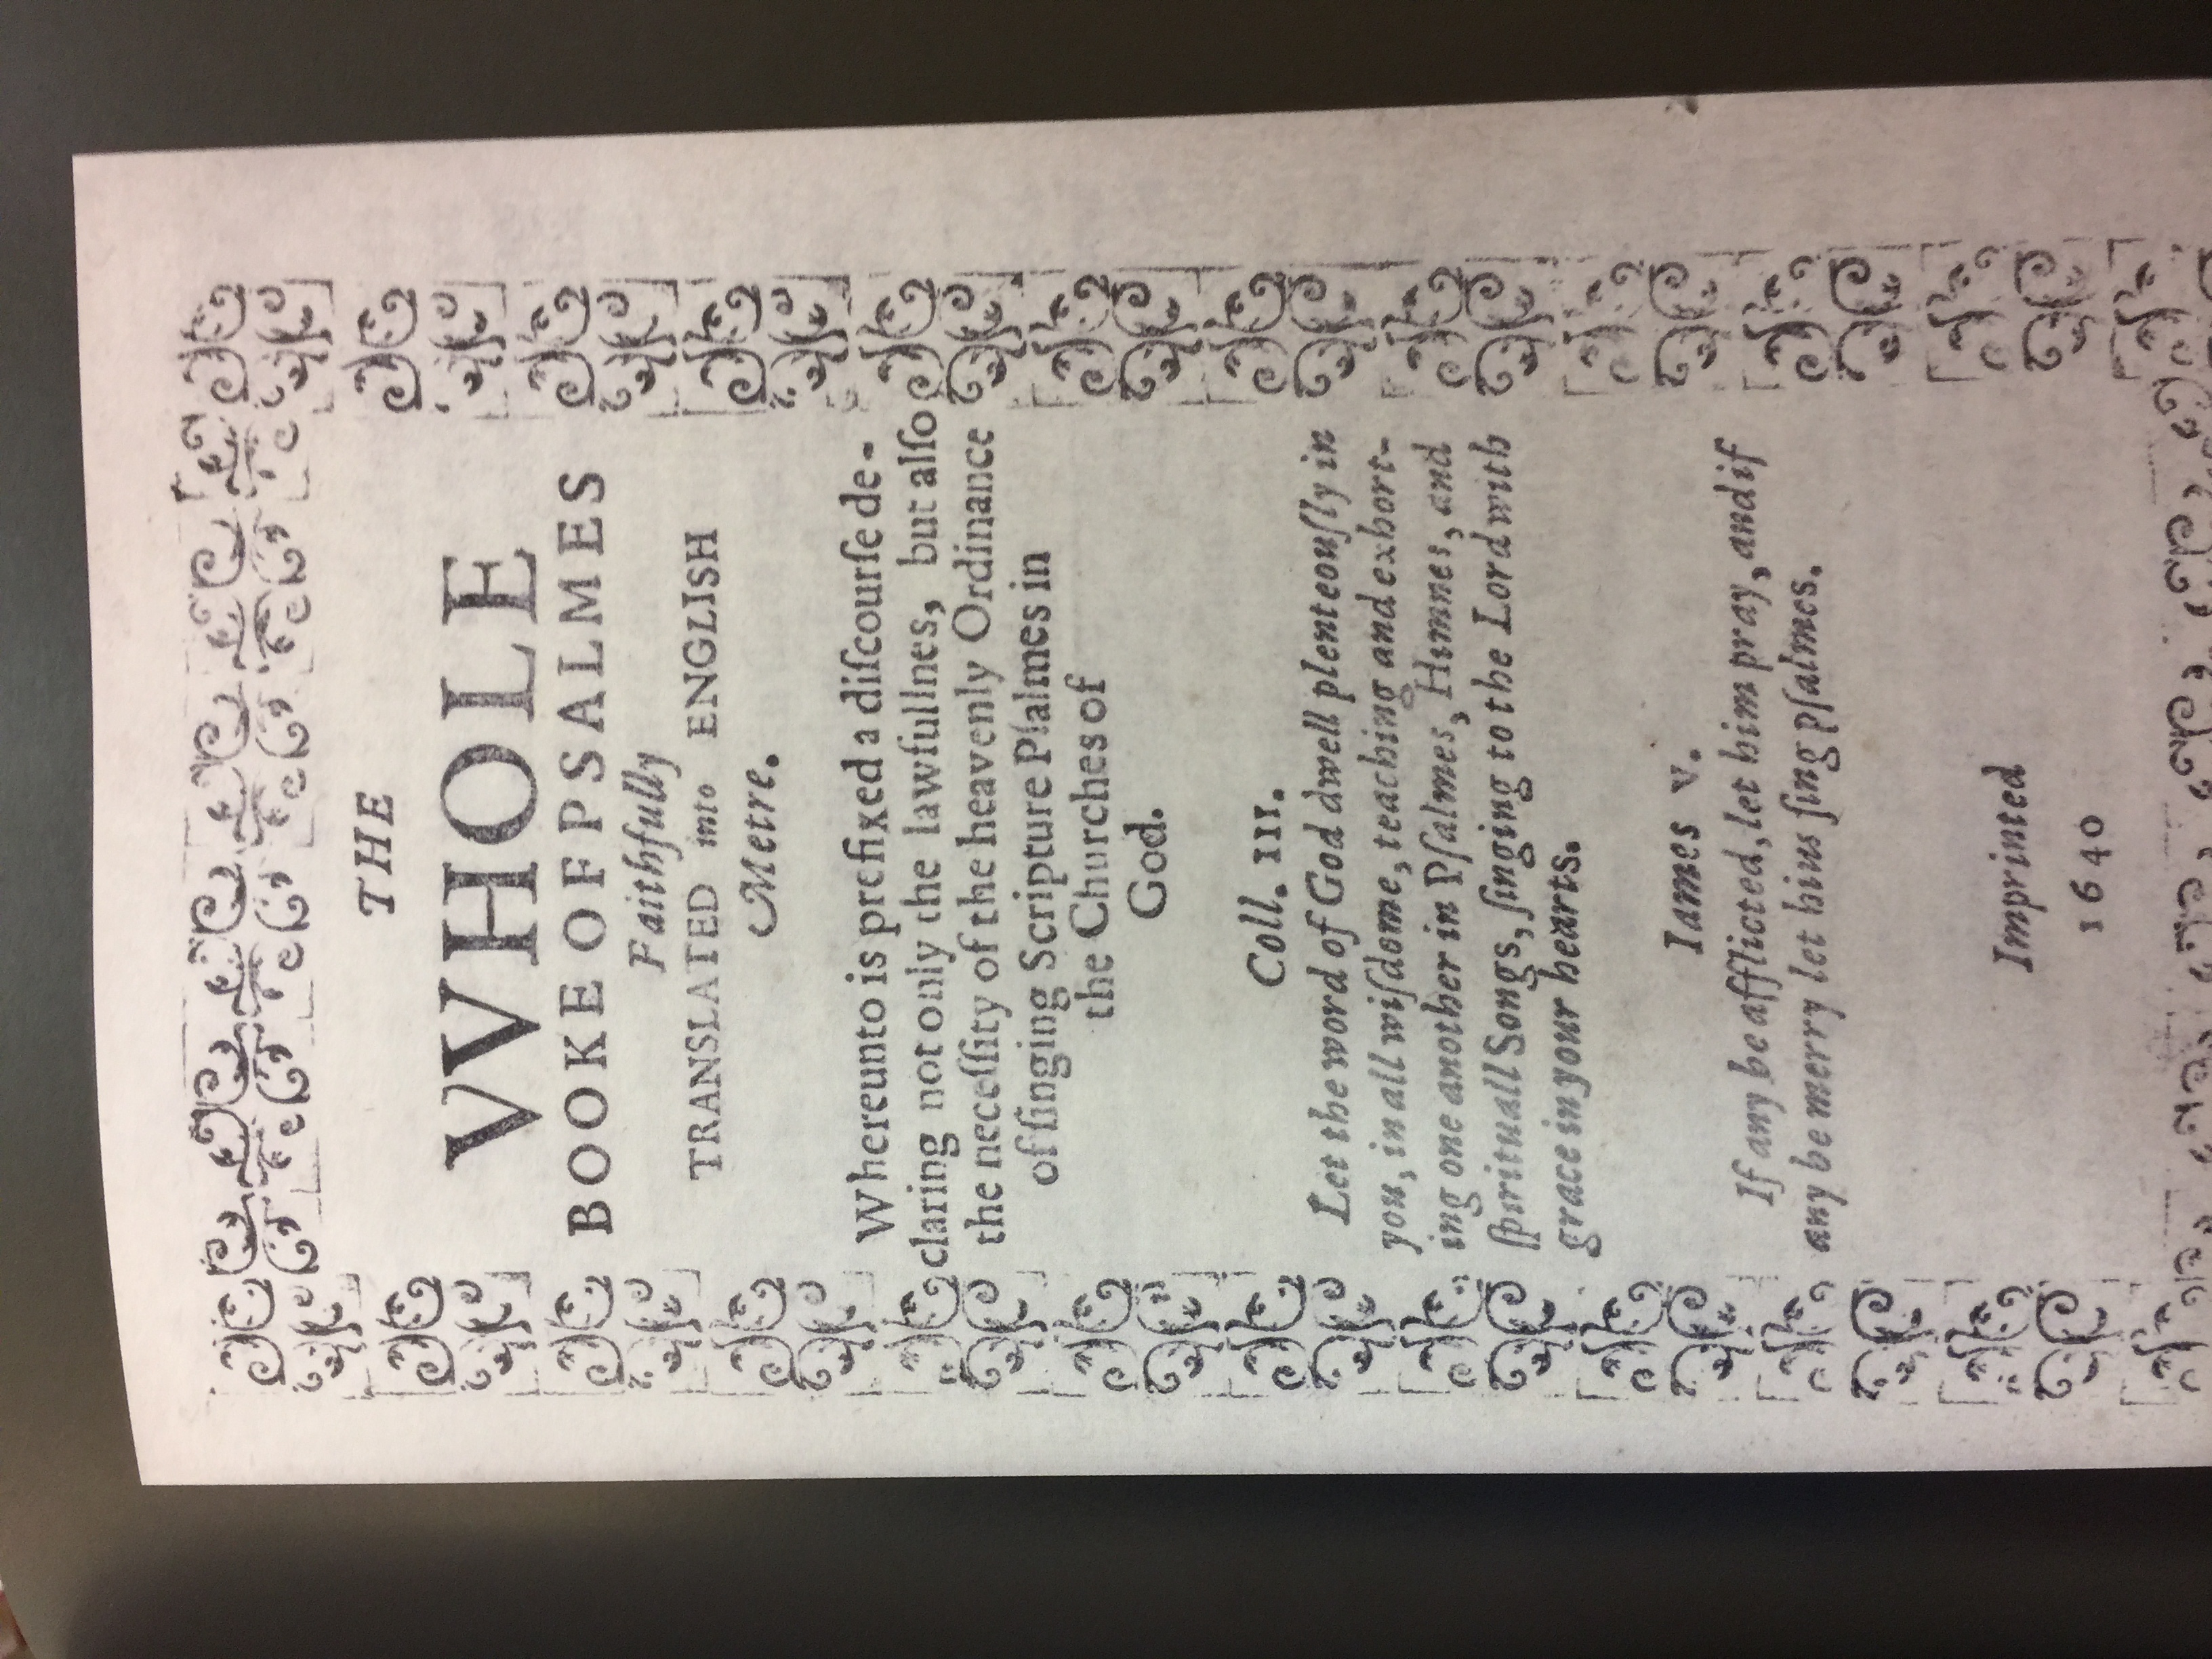 THE
VVHOLE
BOOKE OF PSALMES
Faithfully
TRANSLATED into ENGLISH
Metre.
Whereunto is prefixed a diſcourſe de-
claring not only the lawfullnes, but alſo
the neceſſity of the heavenly Ordinance
of ſinging Scripture Pſalmes in
the Churches of
God.
Coll. III.
Let the word of God dwell plenteouſly in
you, in all wiſdome, teaching and exhort-
ing one another in Pſalmes, Himnes, and
ſpirituall Songs, ſinging to the Lord with
grace in your hearts.
Iames v.
If any be afflicted, let him pray, and if
any be merry let him ſing pſalmes.
Imprinted
1640